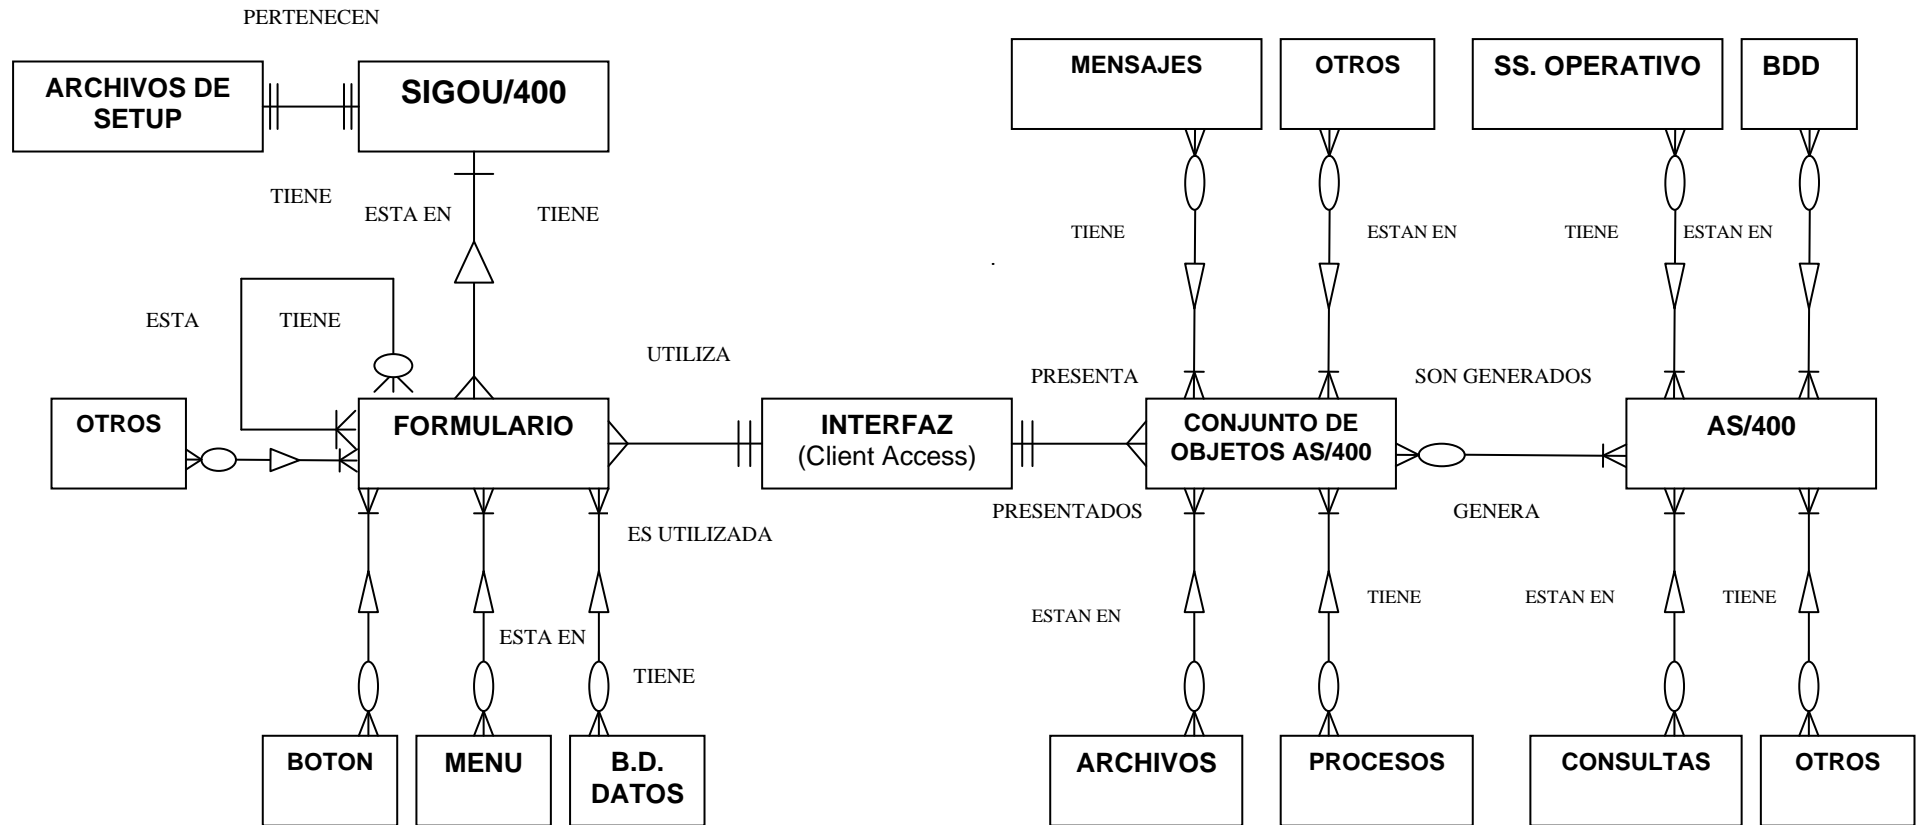 PERTENECEN
ARCHIVOS DE
SETUP
SIGOU/400
MENSAJES
OTROS
SS. OPERATIVO
BDD
TIENE
ESTA EN
TIENE
TIENE
ESTAN EN
TIENE
ESTAN EN
ESTA
TIENE
UTILIZA
PRESENTA
SON GENERADOS
OTROS
FORMULARIO
INTERFAZ
(Client Access)
CONJUNTO DE
OBJETOS AS/400
AS/400
ES UTILIZADA
PRESENTADOS
GENERA
ESTA EN
TIENE
ESTAN EN
TIENE
ESTAN EN
TIENE
BOTON
MENU
B.D.
DATOS
ARCHIVOS
PROCESOS
CONSULTAS
OTROS